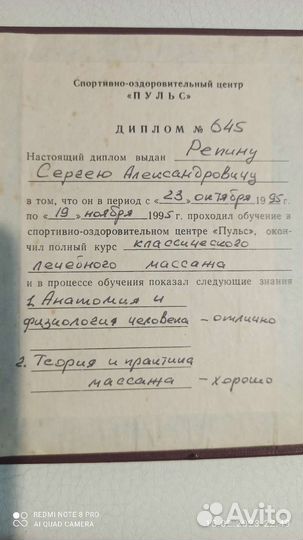 Спортивно-оздоровительный центр
«ПУЛЬС»
ДИПЛОМ № 645
Настоящий диплом выдан Репину
Сергею Александровичу
в том, что он в период с «23» октября 1995 г.
по «19» ноября 1995 г. проходил обучение в
спортивно-оздоровительном центре «Пульс», окон-
чил полный курс классического
лечебного массажа
и в процессе обучения показал следующие знания
1. Анатомия и
физиология человека - отлично
2. Теория и практика
массажа - хорошо
REDMI NOTE 8 PRO
AI QUAD CAMERA
Avito